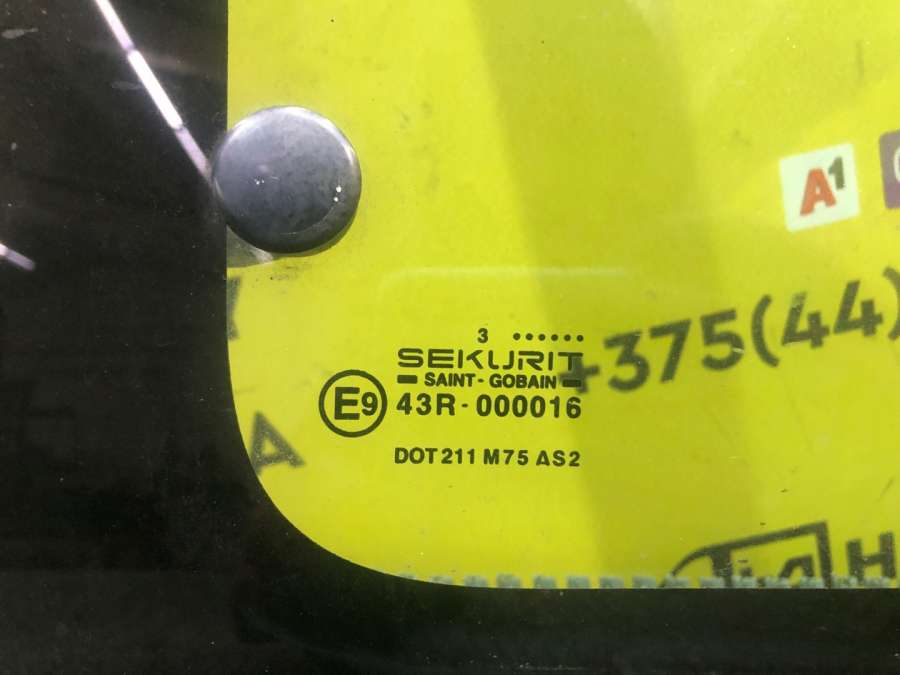 A1
3 ••••••
SEKURIT
SAINT-GOBAIN
+375(44)
E9
43R-000016
A
DOT 211 M75 AS2